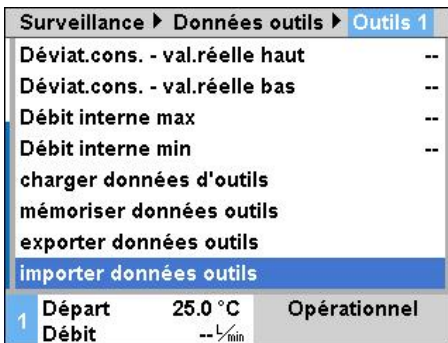 Surveillance ▶ Données outils ▶ Outils 1
Déviat.cons. - val.réelle haut --
Déviat.cons. - val.réelle bas --
Débit interne max --
Débit interne min --
charger données d'outils
mémoriser données outils
exporter données outils
importer données outils
1 Départ 25.0 °C Opérationnel
Débit -- L/min